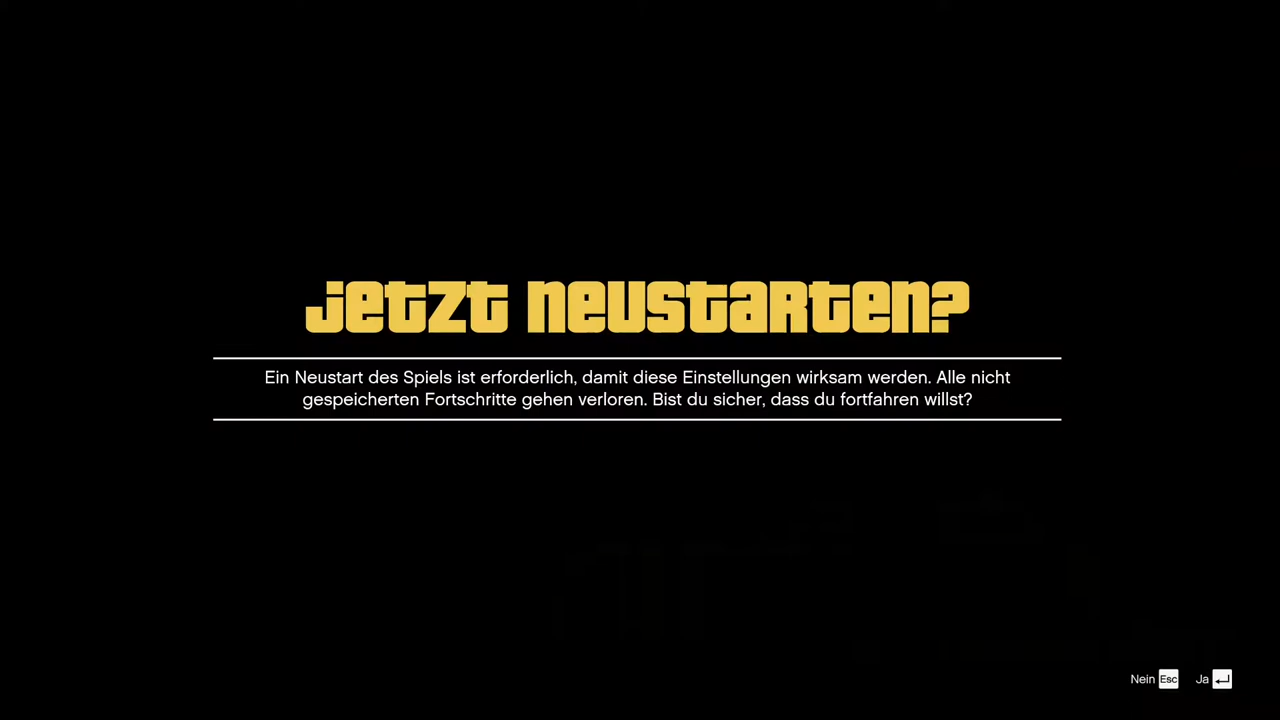 Jetzt neustarten?
Ein Neustart des Spiels ist erforderlich, damit diese Einstellungen wirksam werden. Alle nicht
gespeicherten Fortschritte gehen verloren. Bist du sicher, dass du fortfahren willst?
Nein Esc Ja